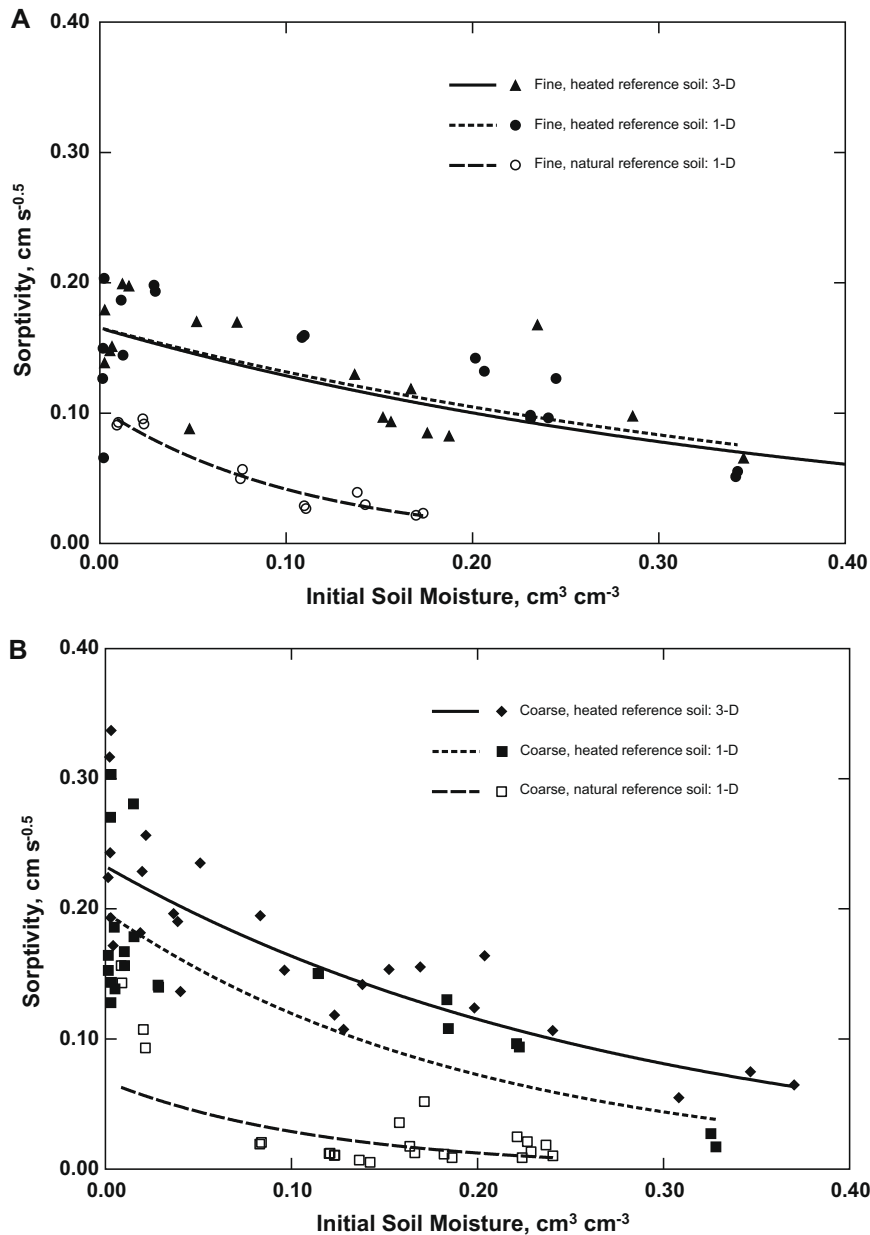 A
0.40
0.30
0.20
0.10
0.00
Sorptivity, cm s-0.5
Fine, heated reference soil: 3-D
Fine, heated reference soil: 1-D
Fine, natural reference soil: 1-D
0.00 0.10 0.20 0.30 0.40
Initial Soil Moisture, cm³ cm-³
B
0.40
0.30
0.20
0.10
0.00
Sorptivity, cm s-0.5
Coarse, heated reference soil: 3-D
Coarse, heated reference soil: 1-D
Coarse, natural reference soil: 1-D
0.00 0.10 0.20 0.30 0.40
Initial Soil Moisture, cm³ cm-³